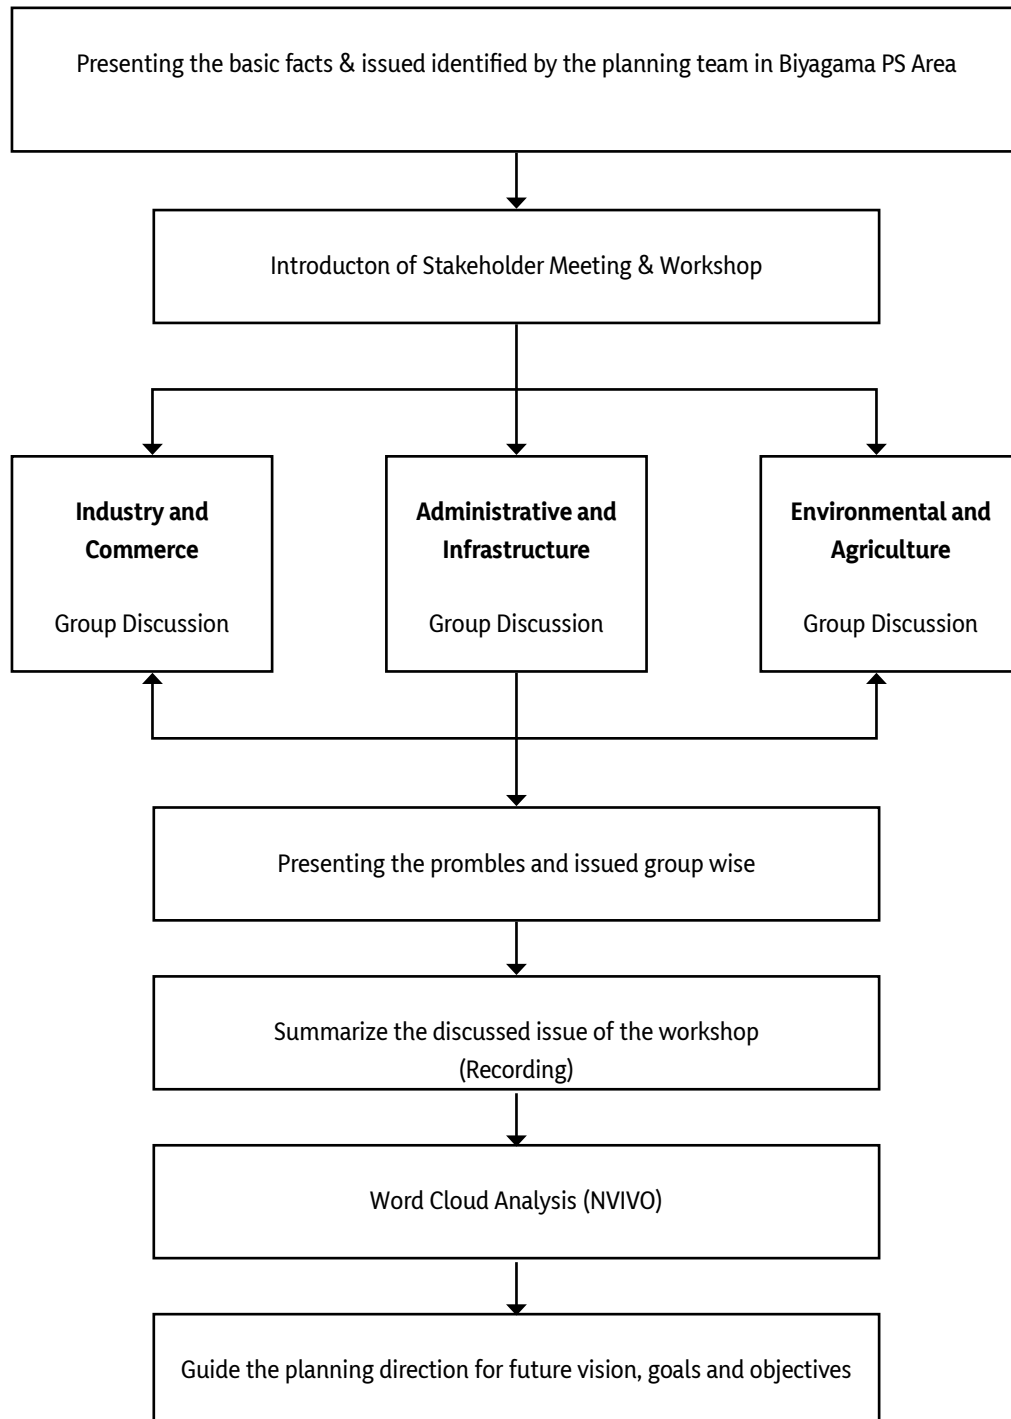 Presenting the basic facts & issued identified by the planning team in Biyagama PS Area
Introducton of Stakeholder Meeting & Workshop
Industry and
Commerce
Group Discussion
Administrative and
Infrastructure
Group Discussion
Environmental and
Agriculture
Group Discussion
Presenting the prombles and issued group wise
Summarize the discussed issue of the workshop
(Recording)
Word Cloud Analysis (NVIVO)
Guide the planning direction for future vision, goals and objectives